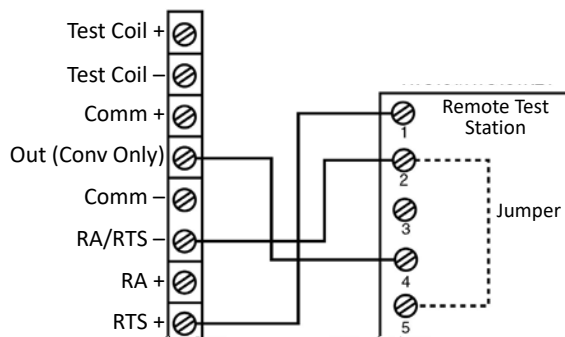 Test Coil +
Test Coil –
Comm +
Out (Conv Only)
Comm –
RA/RTS –
RA +
RTS +
Remote Test
Station
1
2
3
4
5
Jumper